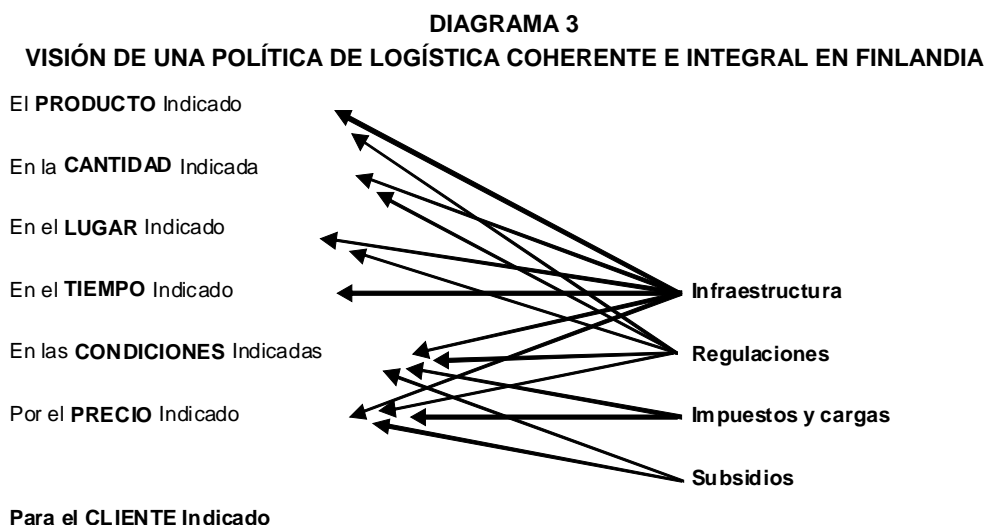 DIAGRAMA 3
VISIÓN DE UNA POLÍTICA DE LOGÍSTICA COHERENTE E INTEGRAL EN FINLANDIA
El PRODUCTO Indicado
En la CANTIDAD Indicada
En el LUGAR Indicado
En el TIEMPO Indicado
Infraestructura
En las CONDICIONES Indicadas
Regulaciones
Por el PRECIO Indicado
Impuestos y cargas
Subsidios
Para el CLIENTE Indicado